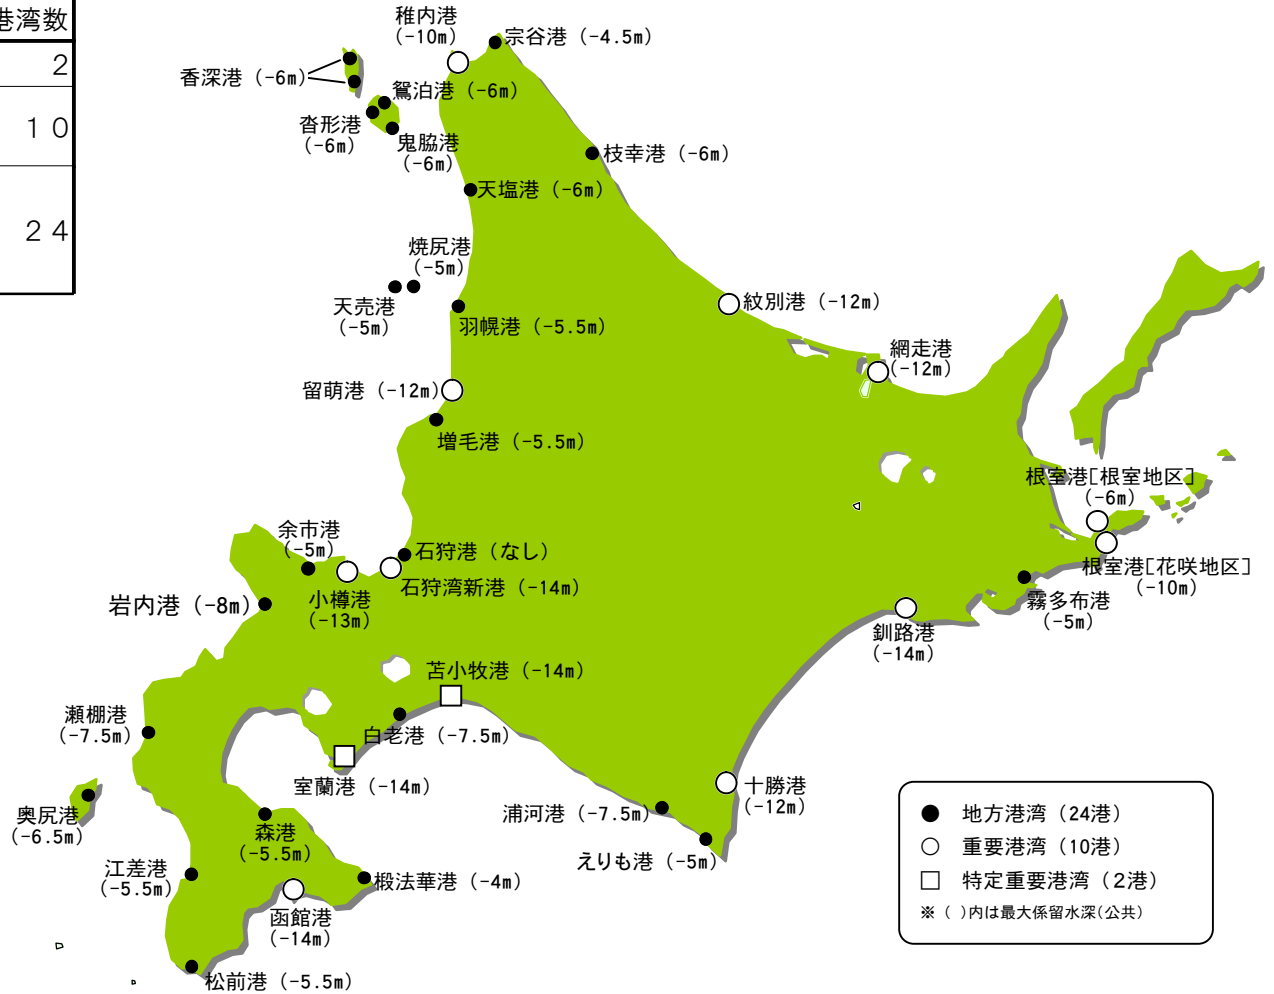 港湾数
2
10
24
稚内港
(-10m)
宗谷港 (-4.5m)
香深港 (-6m)
鴛泊港 (-6m)
沓形港
(-6m)
鬼脇港
(-6m)
枝幸港 (-6m)
天塩港 (-6m)
焼尻港
(-5m)
天売港
(-5m)
羽幌港 (-5.5m)
紋別港 (-12m)
網走港
(-12m)
留萌港 (-12m)
増毛港 (-5.5m)
根室港[根室地区]
(-6m)
余市港
(-5m)
石狩港 (なし)
石狩湾新港 (-14m)
根室港[花咲地区]
(-10m)
岩内港 (-8m)
小樽港
(-13m)
霧多布港
(-5m)
釧路港
(-14m)
苫小牧港 (-14m)
瀬棚港
(-7.5m)
白老港 (-7.5m)
室蘭港 (-14m)
十勝港
(-12m)
奥尻港
(-6.5m)
浦河港 (-7.5m)
森港
(-5.5m)
えりも港 (-5m)
江差港
(-5.5m)
椴法華港 (-4m)
函館港
(-14m)
松前港 (-5.5m)
● 地方港湾 (24港)
○ 重要港湾 (10港)
□ 特定重要港湾 (2港)
※ ( )内は最大係留水深(公共)